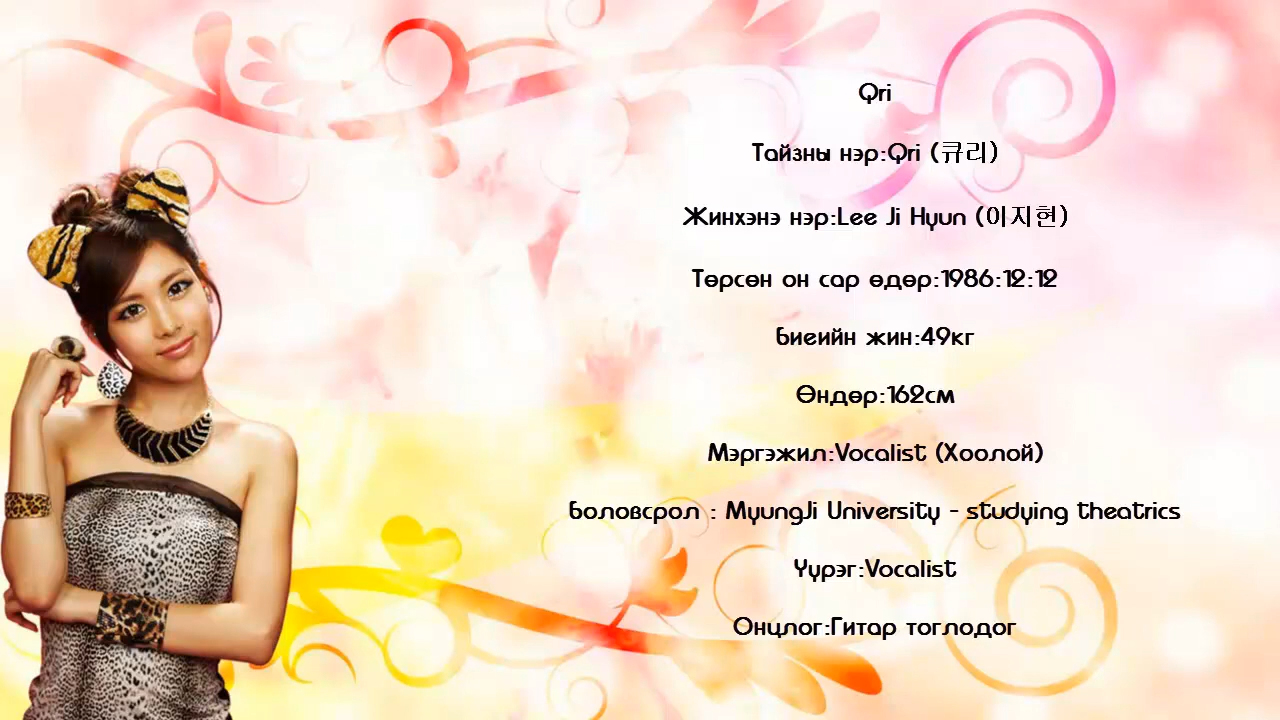 Qri
Тайзны нэр:Qri (큐리)
Жинхэнэ нэр:Lee Ji Hyun (이지현)
Төрсөн он сар өдөр:1986:12:12
Биеийн жин:49кг
Өндөр:162см
Мэргэжил:Vocalist (Хоолой)
Боловсрол : MyungJi University - studying theatrics
Үүрэг:Vocalist
Онцлог:Гитар тоглодог